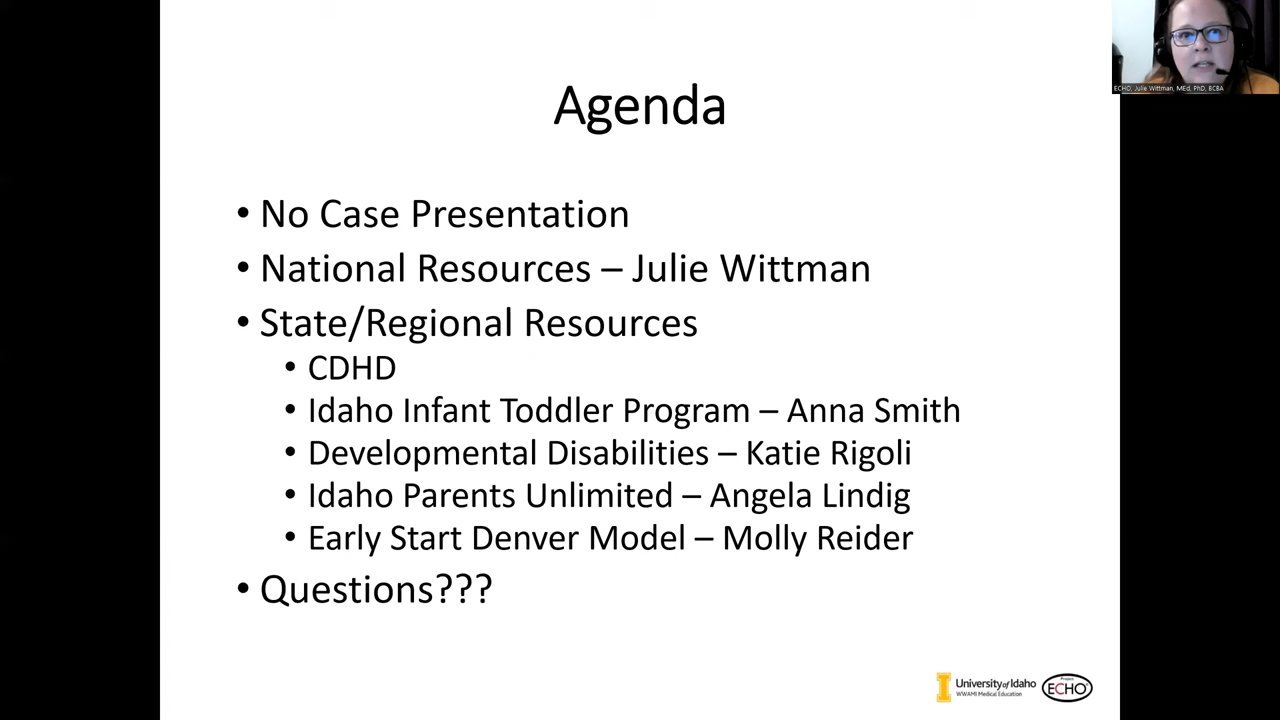 ECHO, Julie Wittman, MEd, PhD, BCBA
Agenda
• No Case Presentation
• National Resources – Julie Wittman
• State/Regional Resources
• CDHD
• Idaho Infant Toddler Program – Anna Smith
• Developmental Disabilities – Katie Rigoli
• Idaho Parents Unlimited – Angela Lindig
• Early Start Denver Model – Molly Reider
• Questions???
University of Idaho
WWAMI Medical Education
Project
ECHO